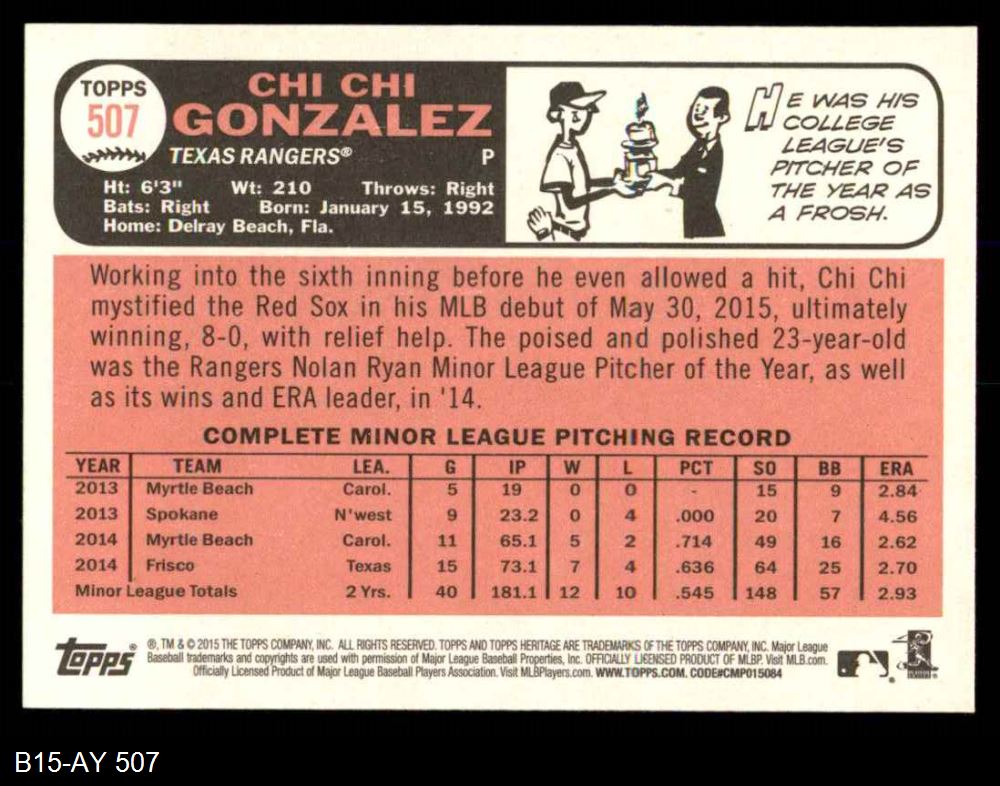 TOPPS
507
CHI CHI
GONZALEZ
TEXAS RANGERS® P
Ht: 6'3" Wt: 210 Throws: Right
Bats: Right Born: January 15, 1992
Home: Delray Beach, Fla.
HE WAS HIS
COLLEGE
LEAGUE'S
PITCHER OF
THE YEAR AS
A FROSH.
Working into the sixth inning before he even allowed a hit, Chi Chi
mystified the Red Sox in his MLB debut of May 30, 2015, ultimately
winning, 8-0, with relief help. The poised and polished 23-year-old
was the Rangers Nolan Ryan Minor League Pitcher of the Year, as well
as its wins and ERA leader, in '14.
COMPLETE MINOR LEAGUE PITCHING RECORD
YEAR TEAM LEA. G IP W L PCT SO BB ERA
2013 Myrtle Beach Carol. 5 19 0 0 - 15 9 2.84
2013 Spokane N'west 9 23.2 0 4 .000 20 7 4.56
2014 Myrtle Beach Carol. 11 65.1 5 2 .714 49 16 2.62
2014 Frisco Texas 15 73.1 7 4 .636 64 25 2.70
Minor League Totals 2 Yrs. 40 181.1 12 10 .545 148 57 2.93
topps®
®, TM & © 2015 THE TOPPS COMPANY, INC. ALL RIGHTS RESERVED. TOPPS AND TOPPS HERITAGE ARE TRADEMARKS OF THE TOPPS COMPANY, INC. Major League
Baseball trademarks and copyrights are used with permission of Major League Baseball Properties, Inc. OFFICIALLY LICENSED PRODUCT OF MLBP. Visit MLB.com.
Officially Licensed Product of Major League Baseball Players Association. Visit MLBPlayers.com. WWW.TOPPS.COM. CODE#CMP015084
B15-AY 507